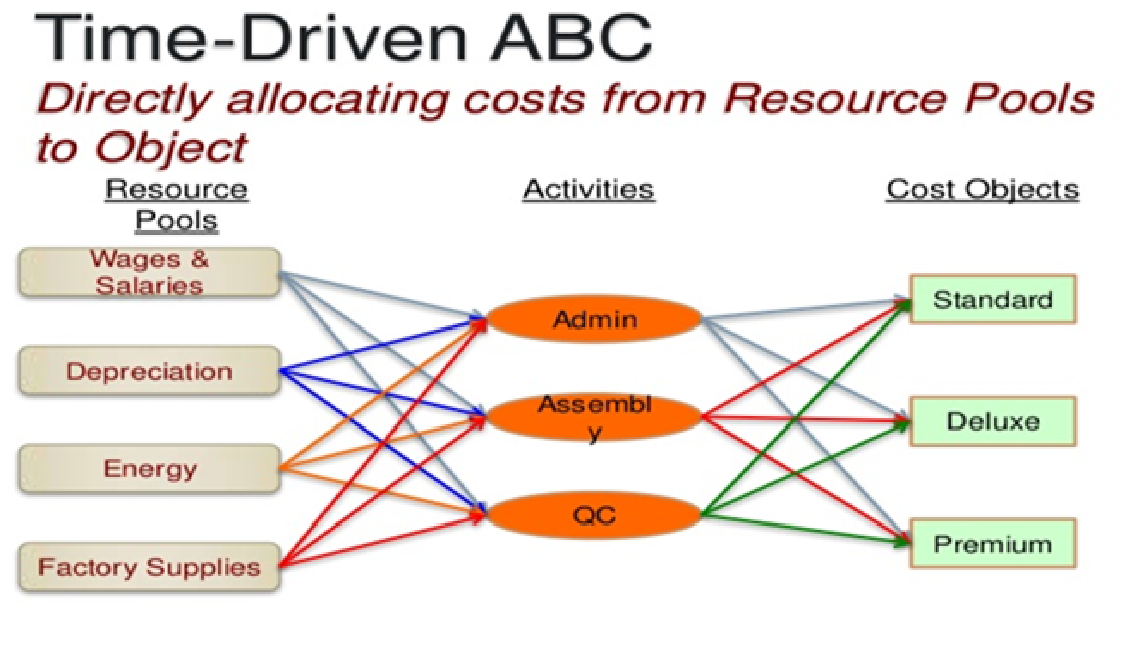 Time-Driven ABC
Directly allocating costs from Resource Pools
to Object
Resource
Pools
Activities
Cost Objects
Wages &
Salaries
Depreciation
Energy
Factory Supplies
Admin
Assembl
y
QC
Standard
Deluxe
Premium